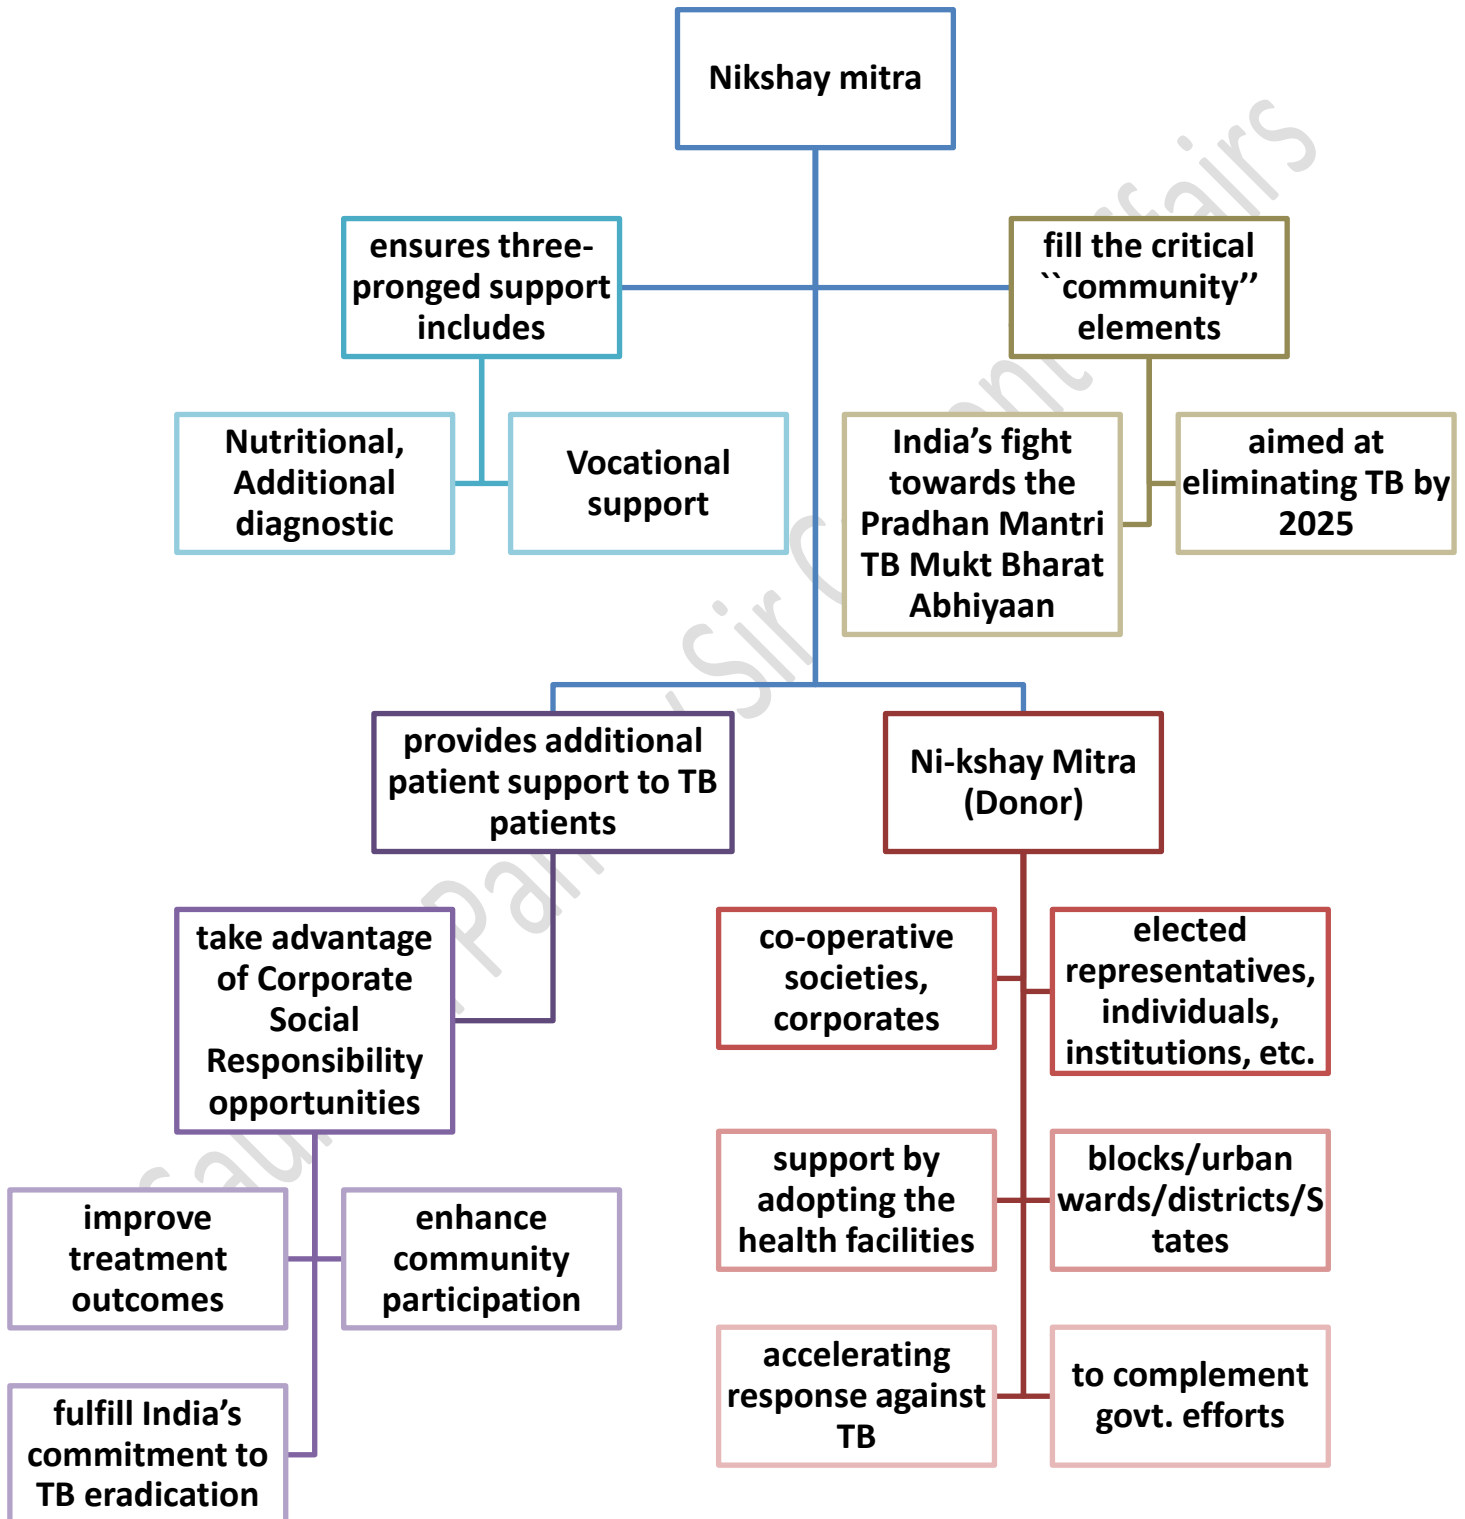 Nikshay mitra
ensures three-
pronged support
includes
fill the critical
``community’’
elements
Nutritional,
Additional
diagnostic
Vocational
support
India’s fight
towards the
Pradhan Mantri
TB Mukt Bharat
Abhiyaan
aimed at
eliminating TB by
2025
provides additional
patient support to TB
patients
Ni-kshay Mitra
(Donor)
take advantage
of Corporate
Social
Responsibility
opportunities
improve
treatment
outcomes
enhance
community
participation
fulfill India’s
commitment to
TB eradication
co-operative
societies,
corporates
elected
representatives,
individuals,
institutions, etc.
support by
adopting the
health facilities
blocks/urban
wards/districts/S
tates
accelerating
response against
TB
to complement
govt. efforts
Sir